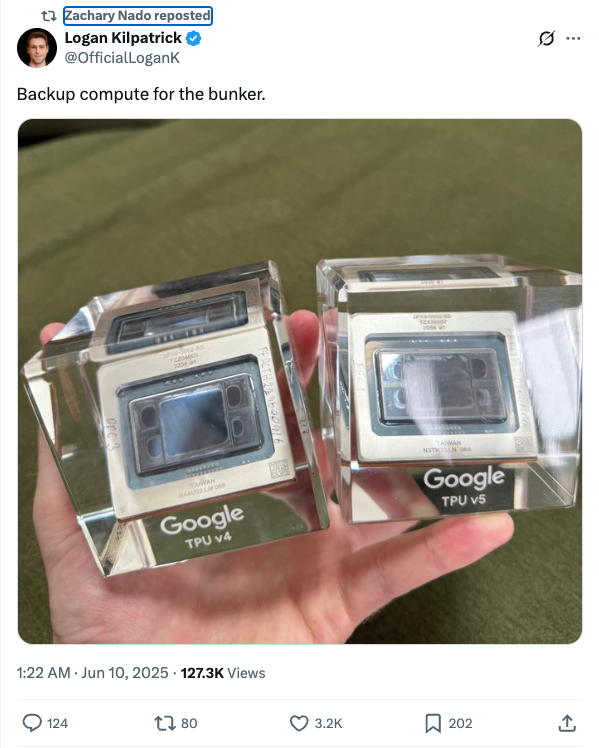 Zachary Nado reposted
Logan Kilpatrick
@OfficialLoganK
Backup compute for the bunker.
TAIWAN
Google
TPU v4
TAIWAN
Google
TPU v5
1:22 AM · Jun 10, 2025 · 127.3K Views
124
80
3.2K
202